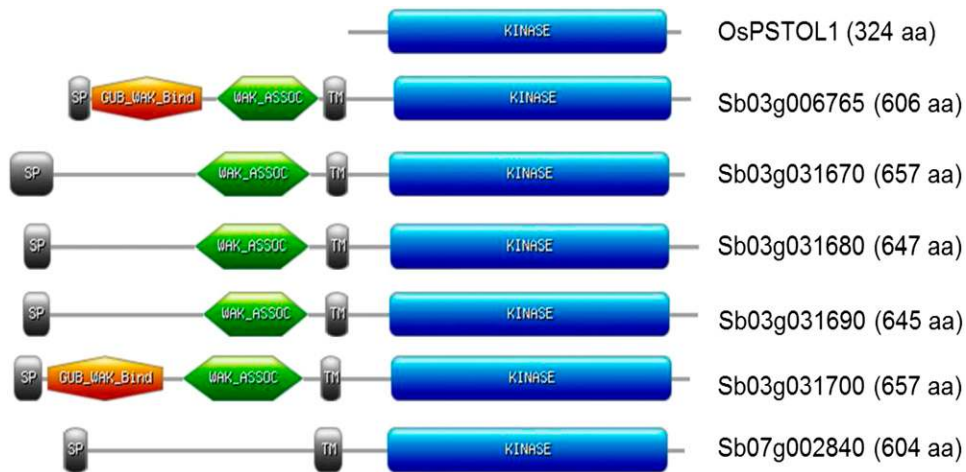 KINASE OsPSTOL1 (324 aa)
SP GUB_WAK_Bind WAK_ASSOC TM KINASE Sb03g006765 (606 aa)
SP WAK_ASSOC TM KINASE Sb03g031670 (657 aa)
SP WAK_ASSOC TM KINASE Sb03g031680 (647 aa)
SP WAK_ASSOC TM KINASE Sb03g031690 (645 aa)
SP GUB_WAK_Bind WAK_ASSOC TM KINASE Sb03g031700 (657 aa)
SP TM KINASE Sb07g002840 (604 aa)